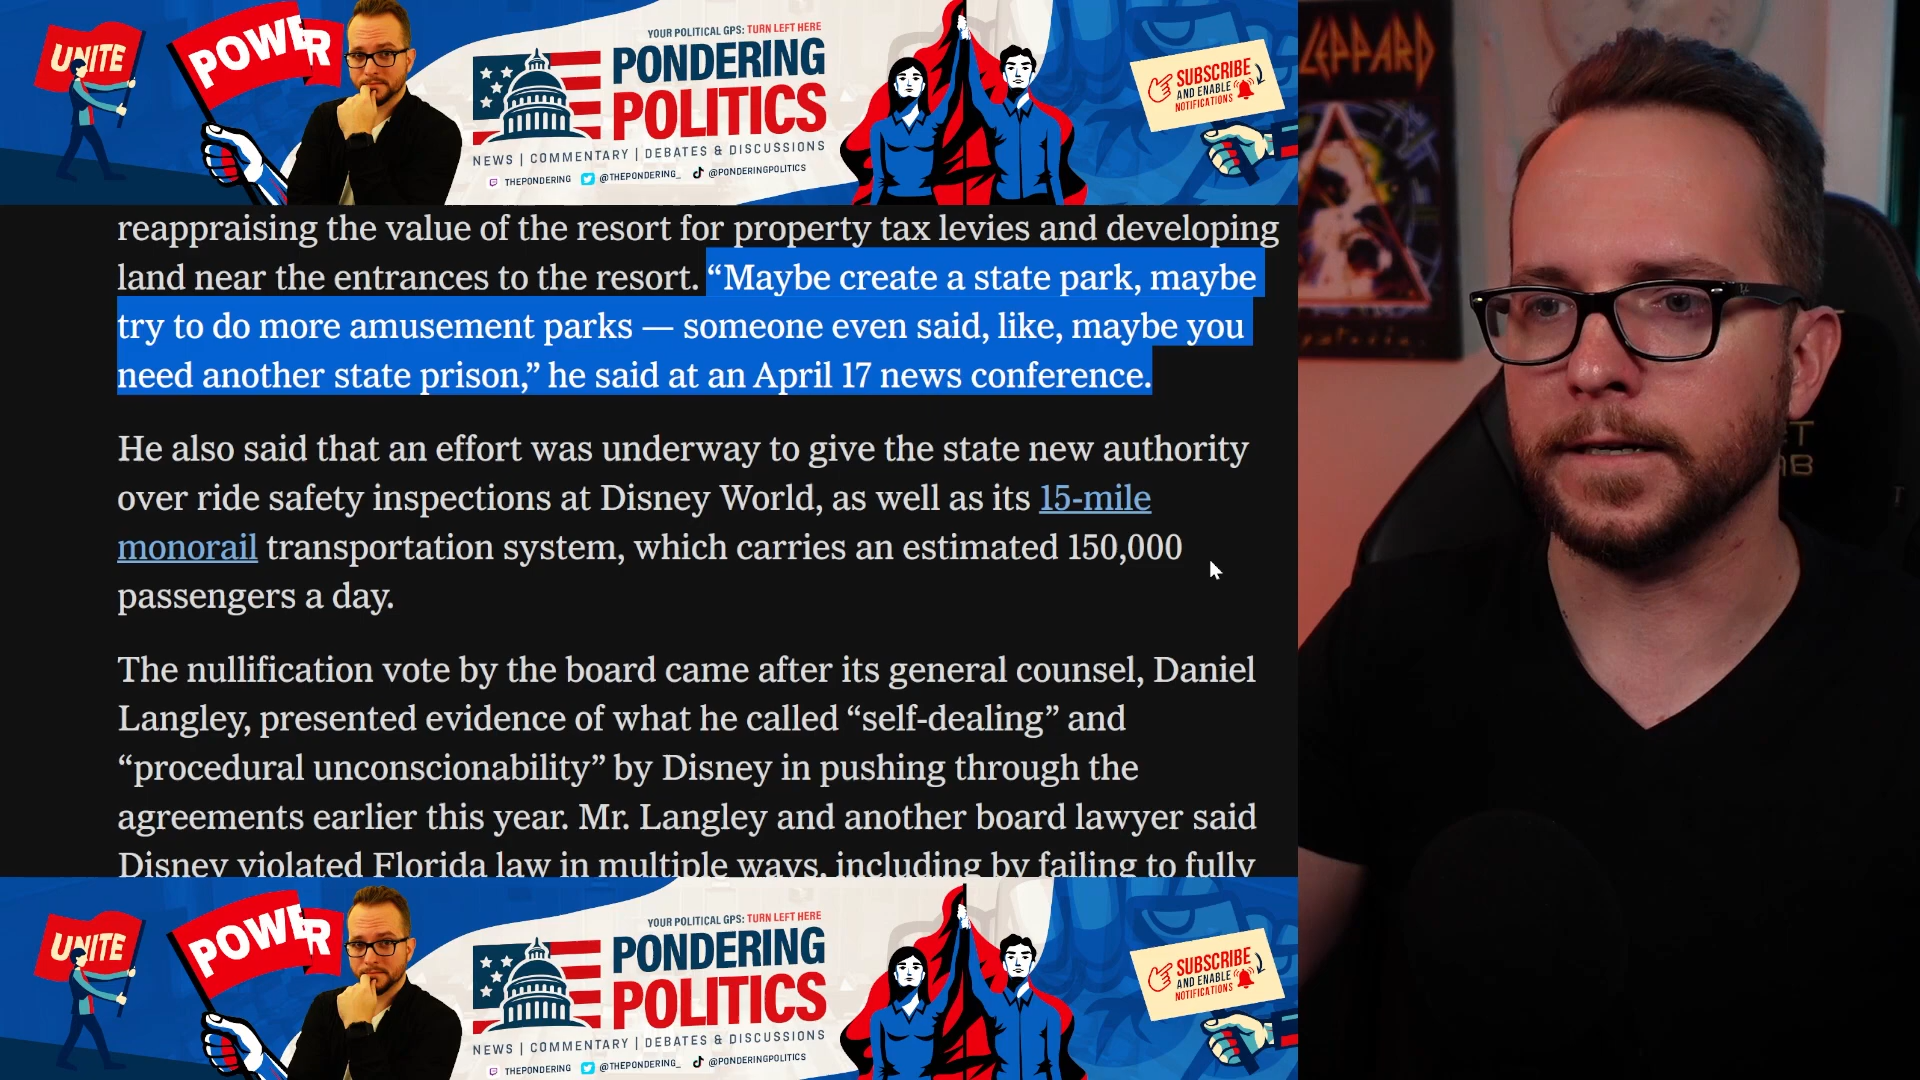 UNITE
POWER
YOUR POLITICAL GPS: TURN LEFT HERE
PONDERING
POLITICS
NEWS | COMMENTARY | DEBATES & DISCUSSIONS
THEPONDERING @THEPONDERING_ @PONDERINGPOLITICS
SUBSCRIBE
AND ENABLE
NOTIFICATIONS
LEPPARD
reappraising the value of the resort for property tax levies and developing
land near the entrances to the resort. “Maybe create a state park, maybe
try to do more amusement parks — someone even said, like, maybe you
need another state prison,” he said at an April 17 news conference.
He also said that an effort was underway to give the state new authority
over ride safety inspections at Disney World, as well as its 15-mile
monorail transportation system, which carries an estimated 150,000
passengers a day.
The nullification vote by the board came after its general counsel, Daniel
Langley, presented evidence of what he called “self-dealing” and
“procedural unconscionability” by Disney in pushing through the
agreements earlier this year. Mr. Langley and another board lawyer said
Disney violated Florida law in multiple ways, including by failing to fully
UNITE
POWER
YOUR POLITICAL GPS: TURN LEFT HERE
PONDERING
POLITICS
NEWS | COMMENTARY | DEBATES & DISCUSSIONS
THEPONDERING @THEPONDERING_ @PONDERINGPOLITICS
SUBSCRIBE
AND ENABLE
NOTIFICATIONS